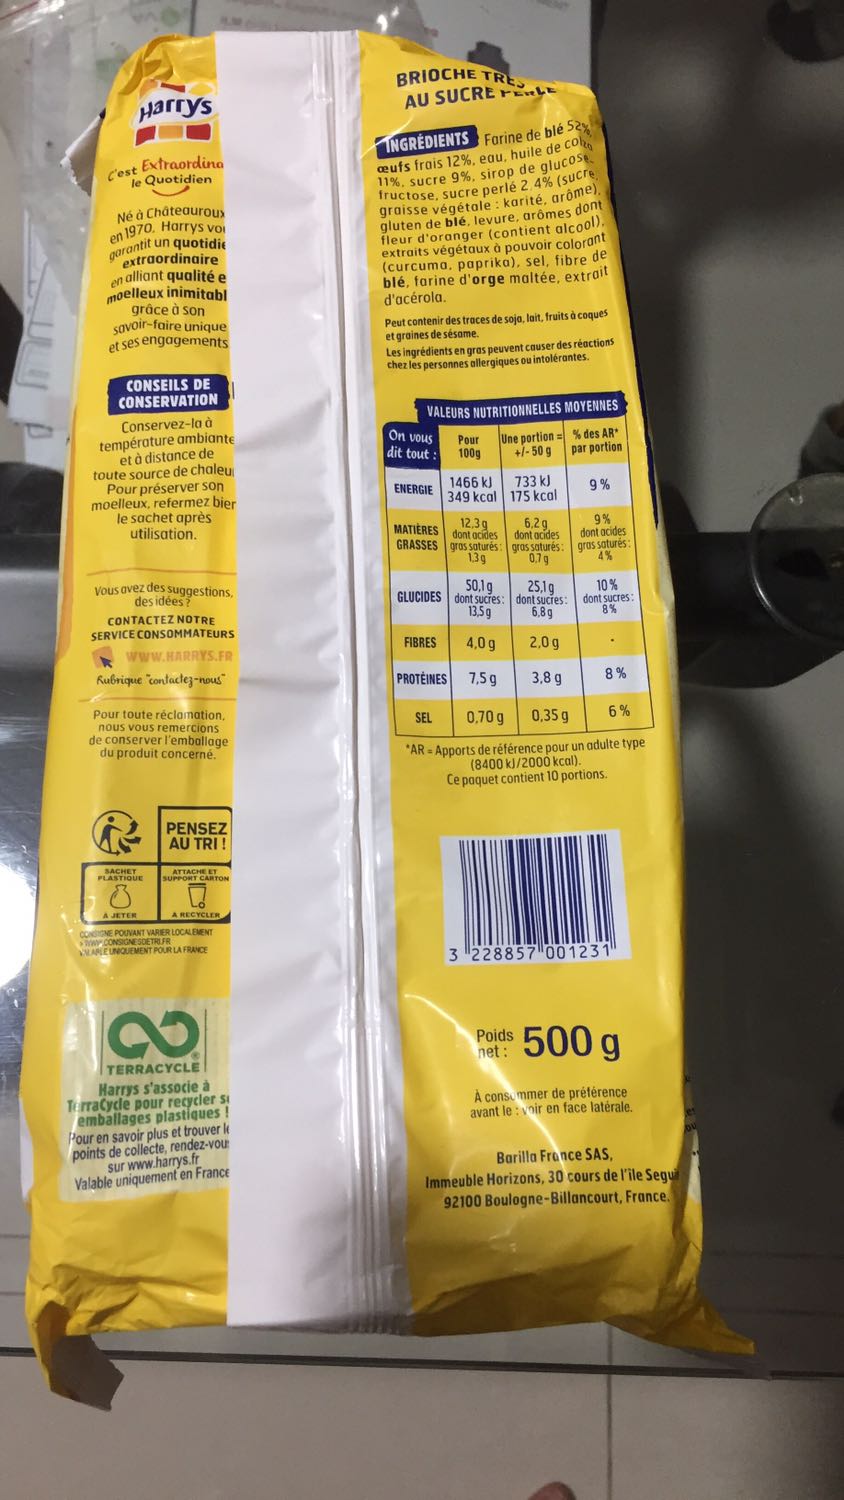 Harrys
C'est Extraordina
le Quotidien
Né à Châteauroux
en 1970, Harrys vo
garantit un quotidie
extraordinaire
en alliant qualité e
moelleux inimitabl
grâce à son
savoir-faire unique
et ses engagements
CONSEILS DE
CONSERVATION
Conservez-la à
température ambiante
et à distance de
toute source de chaleu
Pour préserver son
moelleux, refermez bien
le sachet après
utilisation.
Vous avez des suggestions,
des idées ?
CONTACTEZ NOTRE
SERVICE CONSOMMATEURS
WWW.HARRYS.FR
Rubrique "contactez-nous"
Pour toute réclamation,
nous vous remercions
de conserver l'emballage
du produit concerné.
PENSEZ
AU TRI !
SACHET
PLASTIQUE
À JETER
ATTACHE ET
SUPPORT CARTON
À RECYCLER
CONSIGNE POUVANT VARIER LOCALEMENT
> WWW.CONSIGNESDETRI.FR
VALABLE UNIQUEMENT POUR LA FRANCE
TERRACYCLE®
Harrys s'associe à
TerraCycle pour recycler s
emballages plastiques !
Pour en savoir plus et trouver le
points de collecte, rendez-vous
sur www.harrys.fr
Valable uniquement en France
BRIOCHE TRES
AU SUCRE PERLE
INGRÉDIENTS Farine de blé 52%,
œufs frais 12%, eau, huile de colza
11%, sucre 9%, sirop de glucose-
fructose, sucre perlé 2,4% (sucre,
graisse végétale : karité, arôme),
gluten de blé, levure, arômes dont
fleur d'oranger (contient alcool),
extraits végétaux à pouvoir colorant
(curcuma, paprika), sel, fibre de
blé, farine d'orge maltée, extrait
d'acérola.
Peut contenir des traces de soja, lait, fruits à coques
et graines de sésame.
Les ingrédients en gras peuvent causer des réactions
chez les personnes allergiques ou intolérantes.
VALEURS NUTRITIONNELLES MOYENNES
On vous dit tout : Pour 100g Une portion = +/- 50 g % des AR* par portion
ENERGIE 1466 kJ 349 kcal 733 kJ 175 kcal 9 %
MATIÈRES GRASSES 12,3 g dont acides gras saturés : 1,3 g 6,2 g dont acides gras saturés : 0,7 g 9 % dont acides gras saturés : 4 %
GLUCIDES 50,1 g dont sucres : 13,5 g 25,1 g dont sucres : 6,8 g 10 % dont sucres : 8 %
FIBRES 4,0 g 2,0 g -
PROTÉINES 7,5 g 3,8 g 8 %
SEL 0,70 g 0,35 g 6 %
*AR = Apports de référence pour un adulte type
(8400 kJ/2000 kcal).
Ce paquet contient 10 portions.
3 228857 001231
Poids net : 500 g
À consommer de préférence
avant le : voir en face latérale.
Barilla France SAS,
Immeuble Horizons, 30 cours de l'île Seguin
92100 Boulogne-Billancourt, France.